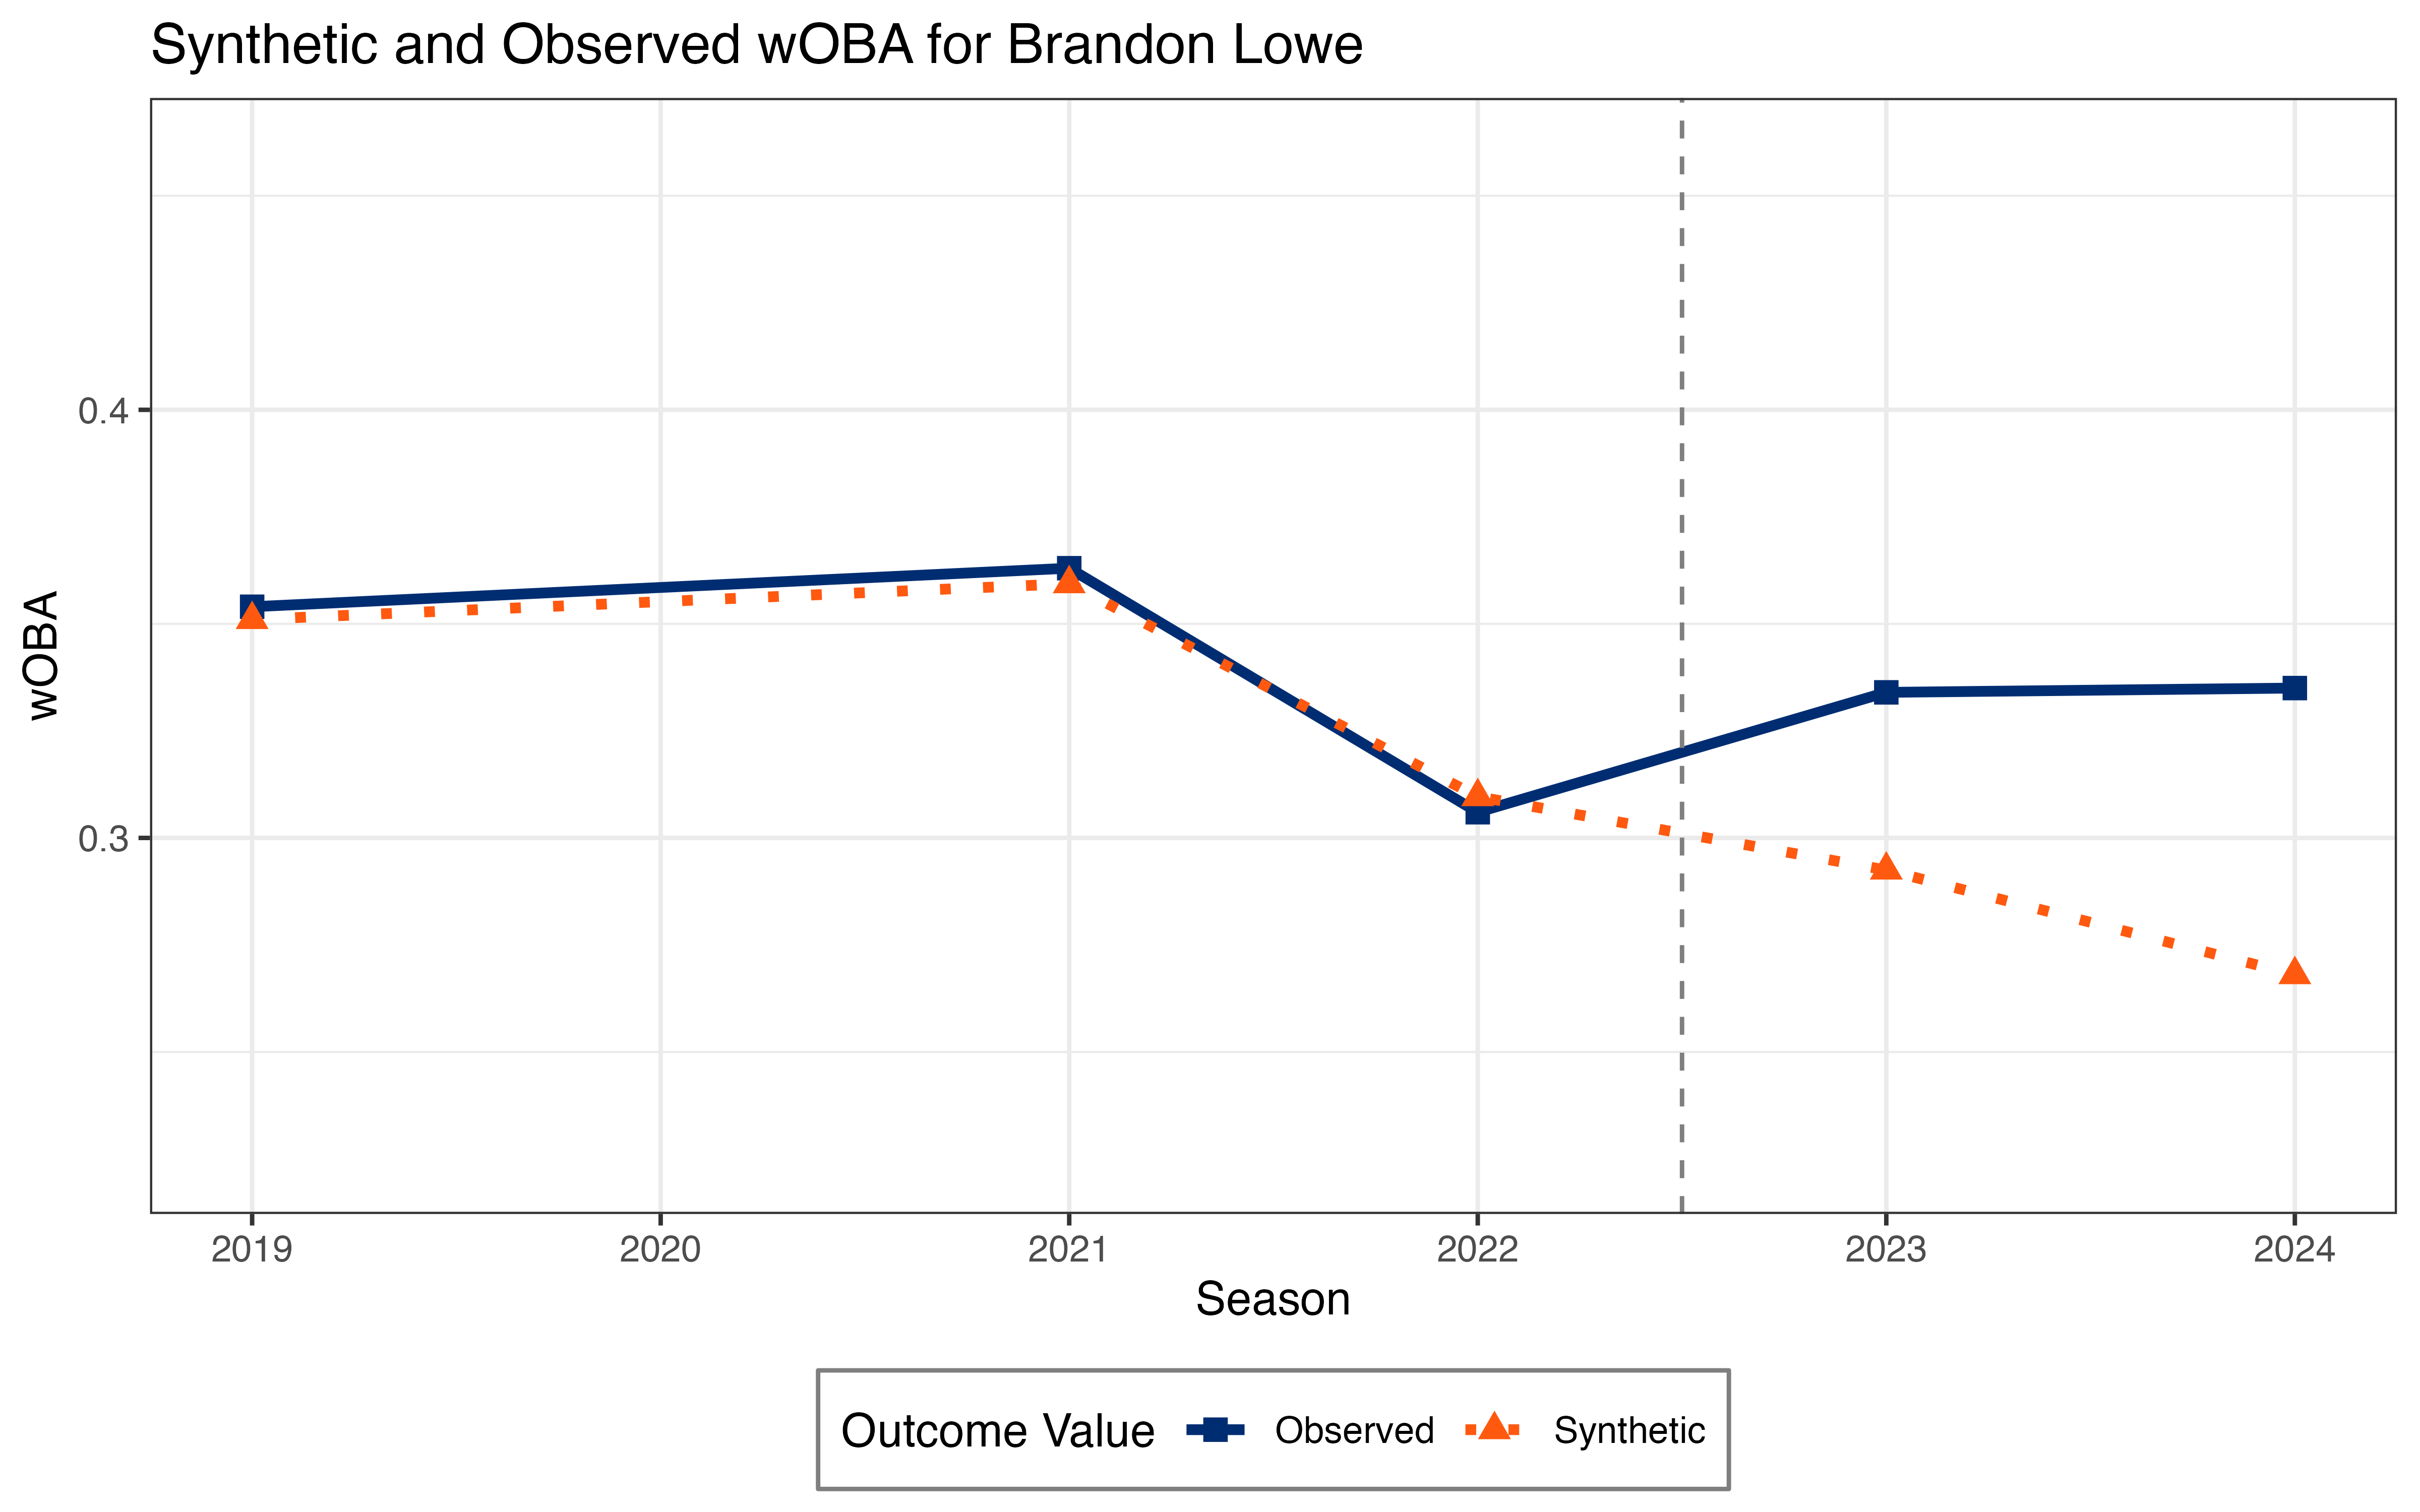 Synthetic and Observed wOBA for Brandon Lowe
wOBA
0.4
0.3
2019 2020 2021 2022 2023 2024
Season
Outcome Value Observed Synthetic